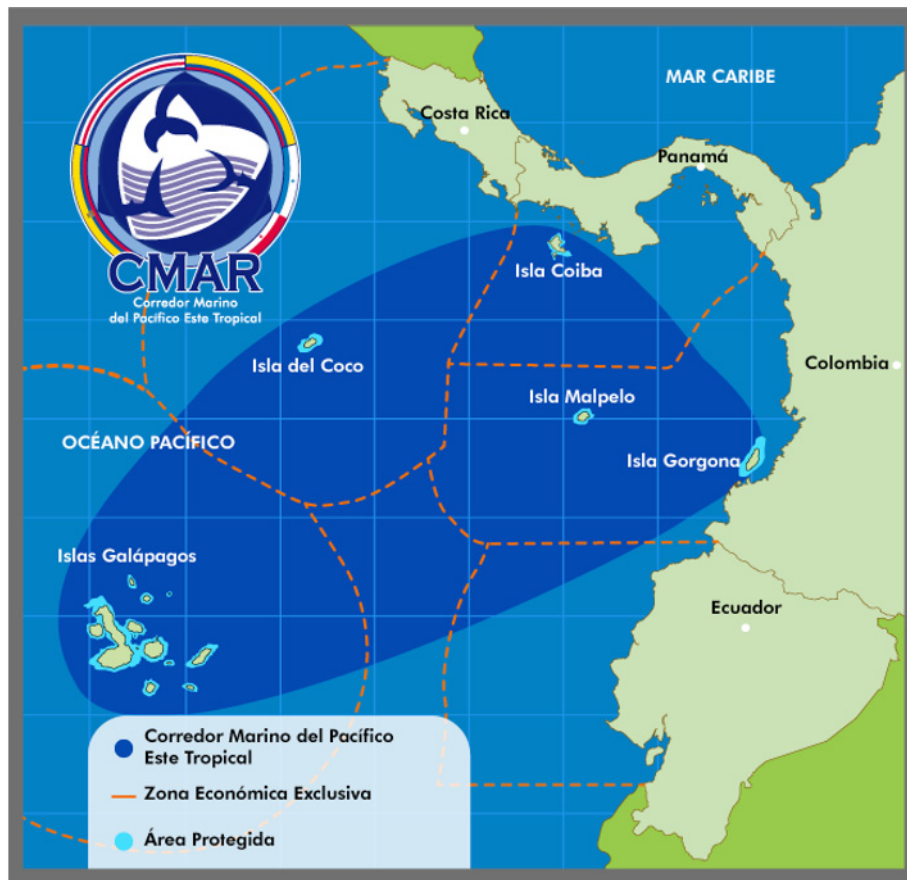 MAR CARIBE
Costa Rica
Panamá
CMAR
Corredor Marino
del Pacífico Este Tropical
Isla Coiba
Isla del Coco
Colombia
Isla Malpelo
OCÉANO PACÍFICO
Isla Gorgona
Islas Galápagos
Ecuador
Corredor Marino del Pacífico
Este Tropical
Zona Económica Exclusiva
Área Protegida